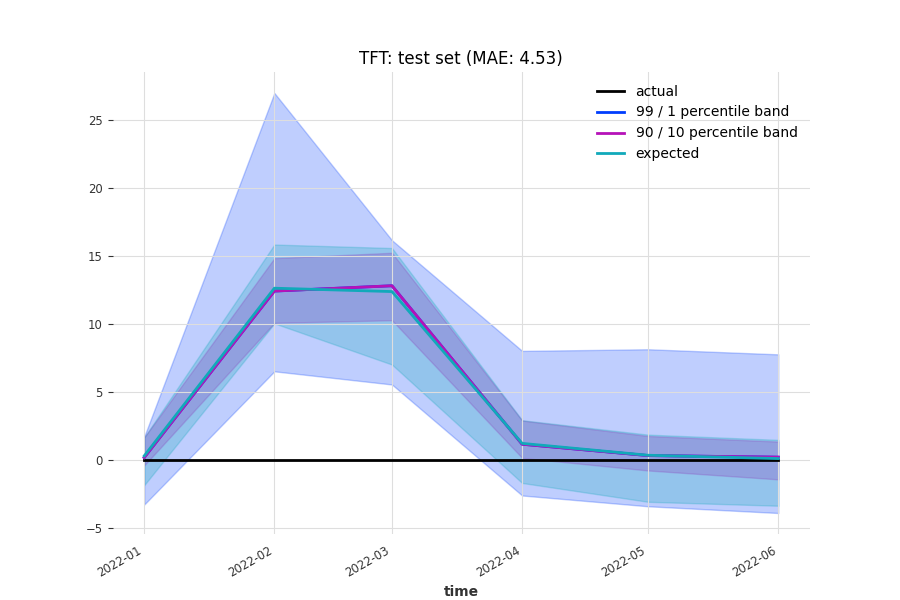 TFT: test set (MAE: 4.53)
actual
99 / 1 percentile band
90 / 10 percentile band
expected
25
20
15
10
5
0
−5
2022-01
2022-02
2022-03
2022-04
2022-05
2022-06
time